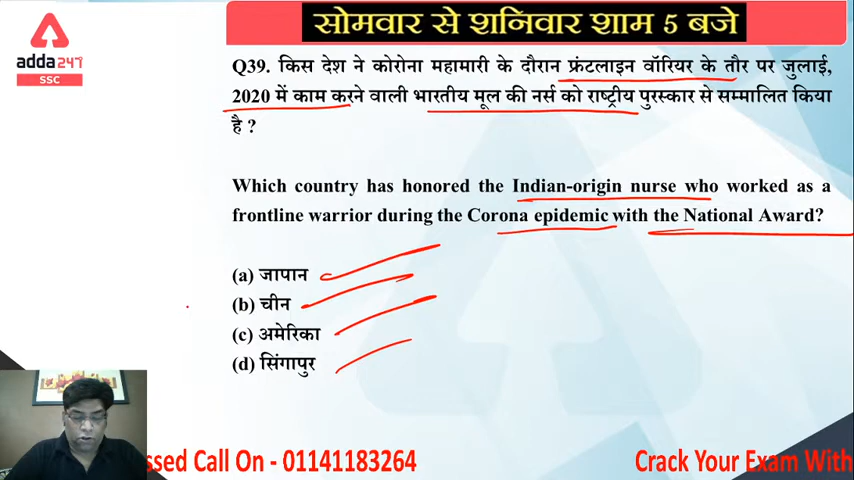 सोमवार से शनिवार शाम 5 बजे
adda247
SSC
Q39. किस देश ने कोरोना महामारी के दौरान फ्रंटलाइन वॉरियर के तौर पर जुलाई,
2020 में काम करने वाली भारतीय मूल की नर्स को राष्ट्रीय पुरस्कार से सम्मालित किया
है ?
Which country has honored the Indian-origin nurse who worked as a
frontline warrior during the Corona epidemic with the National Award?
(a) जापान
(b) चीन
(c) अमेरिका
(d) सिंगापुर
ssed Call On - 01141183264
Crack Your Exam With